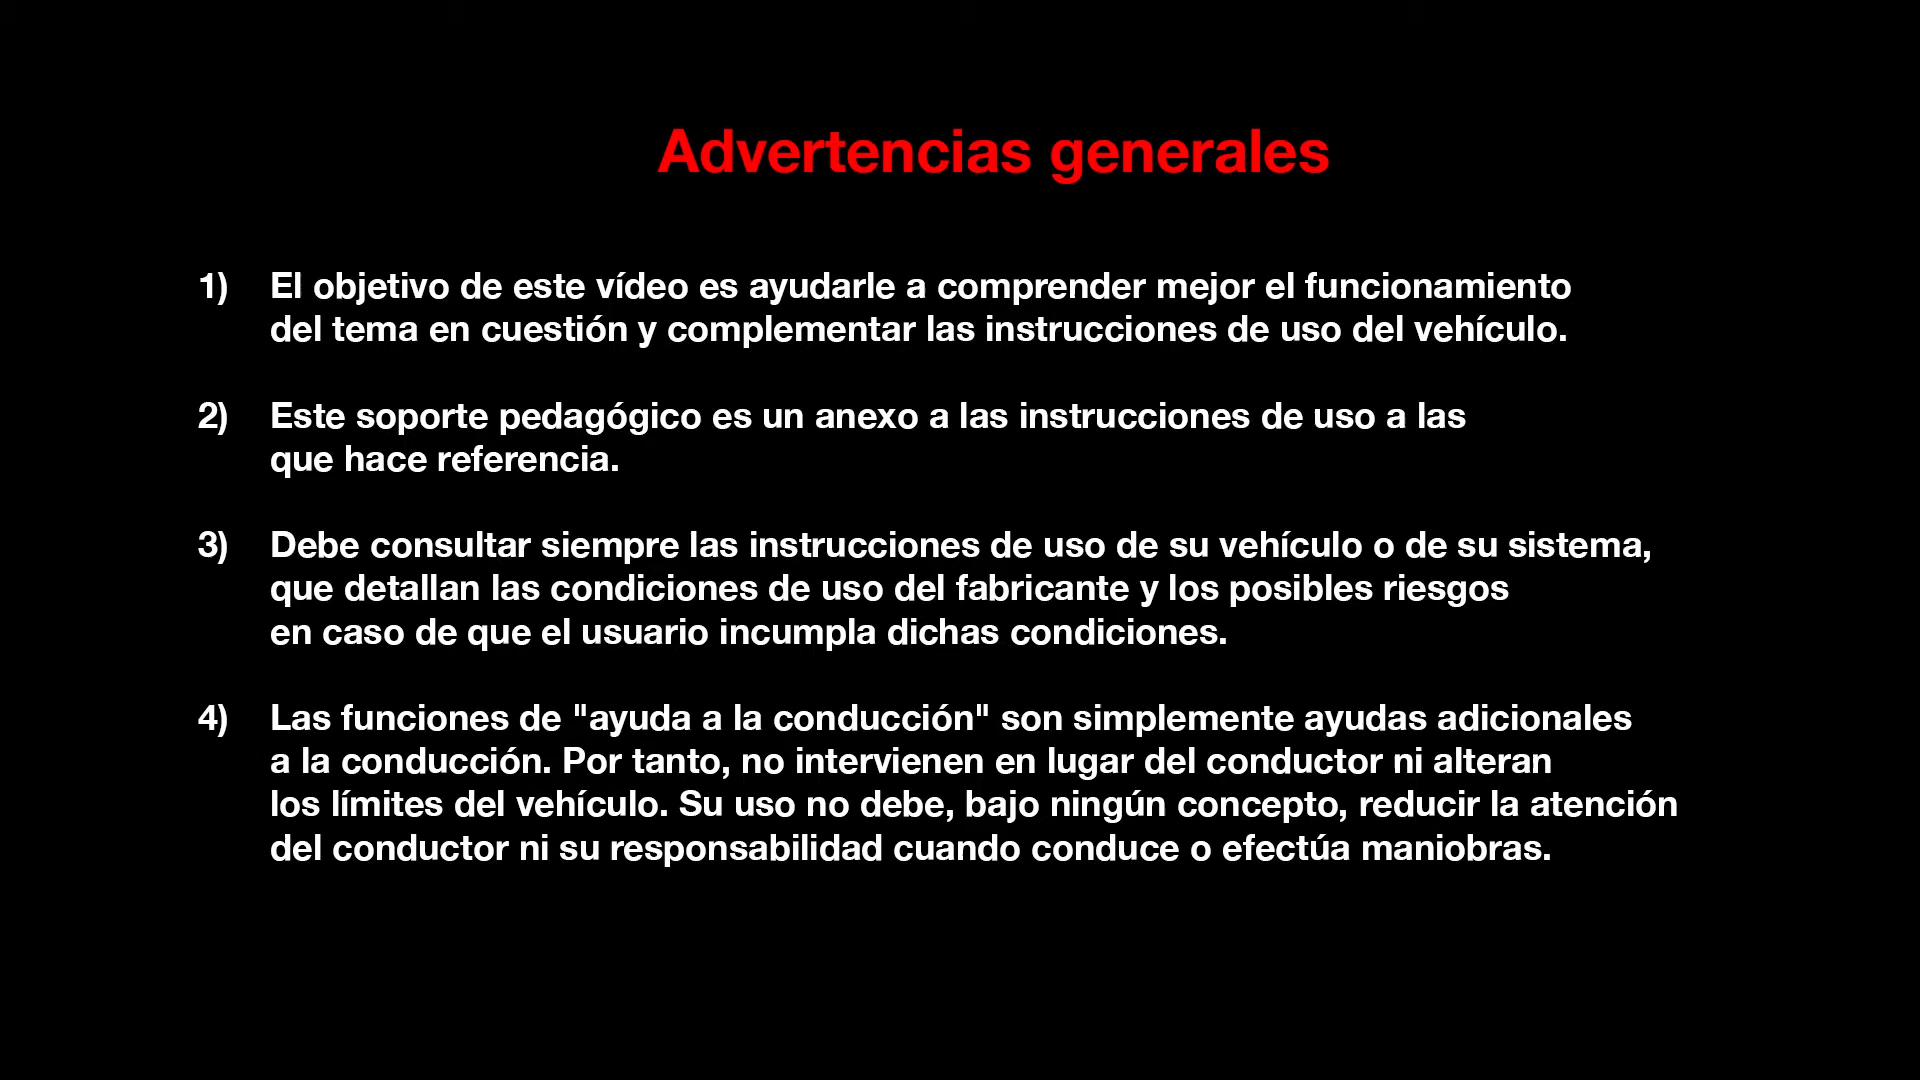 Advertencias generales
1) El objetivo de este vídeo es ayudarle a comprender mejor el funcionamiento
del tema en cuestión y complementar las instrucciones de uso del vehículo.
2) Este soporte pedagógico es un anexo a las instrucciones de uso a las
que hace referencia.
3) Debe consultar siempre las instrucciones de uso de su vehículo o de su sistema,
que detallan las condiciones de uso del fabricante y los posibles riesgos
en caso de que el usuario incumpla dichas condiciones.
4) Las funciones de "ayuda a la conducción" son simplemente ayudas adicionales
a la conducción. Por tanto, no intervienen en lugar del conductor ni alteran
los límites del vehículo. Su uso no debe, bajo ningún concepto, reducir la atención
del conductor ni su responsabilidad cuando conduce o efectúa maniobras.